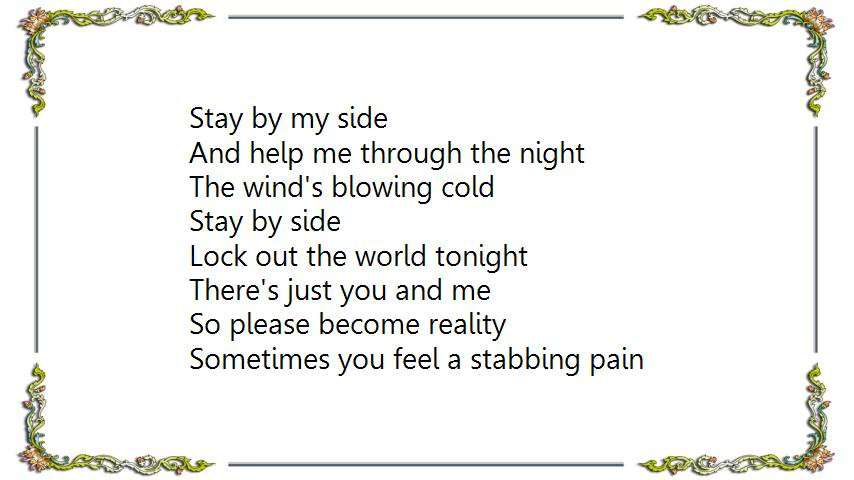 Stay by my side
And help me through the night
The wind's blowing cold
Stay by side
Lock out the world tonight
There's just you and me
So please become reality
Sometimes you feel a stabbing pain